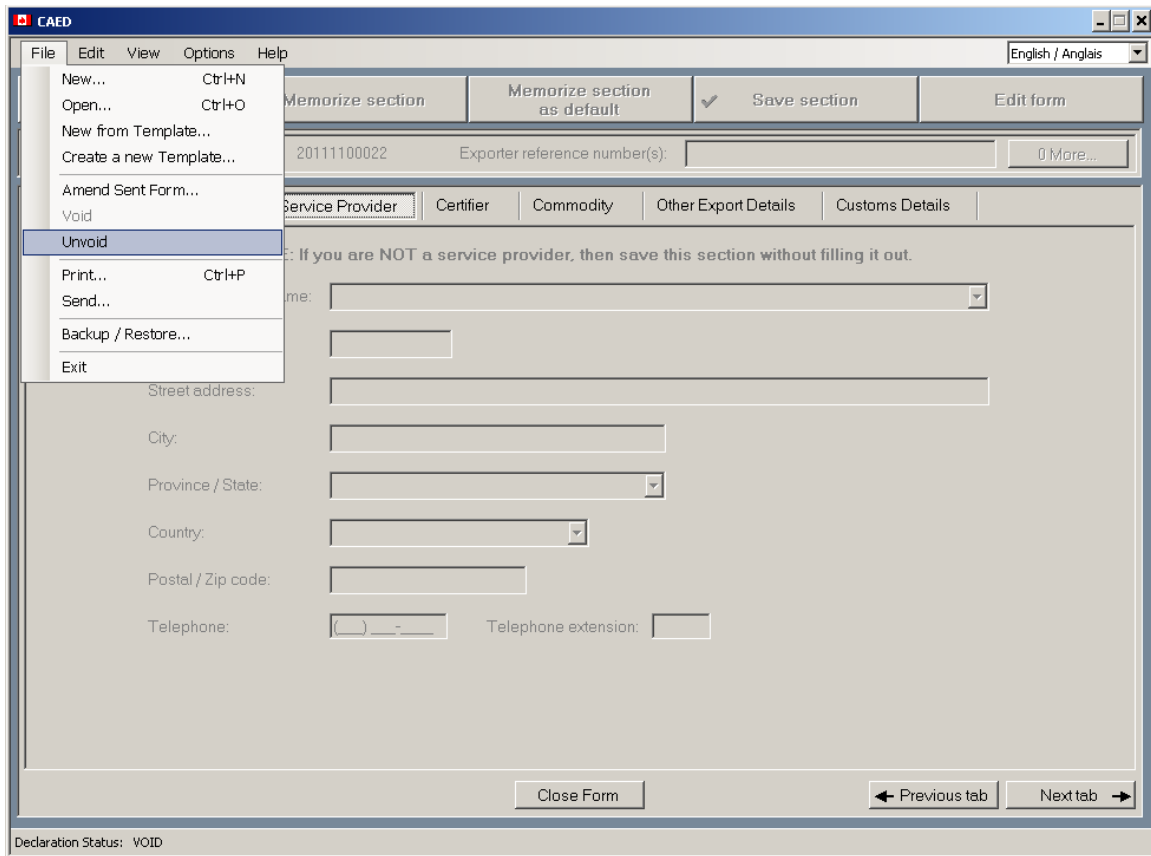 CAED
File Edit View Options Help English / Anglais
New... Ctrl+N
Open... Ctrl+O
New from Template...
Create a new Template...
Amend Sent Form...
Void
Unvoid
Print... Ctrl+P
Send...
Backup / Restore...
Exit
Memorize section
Memorize section
as default
Save section
Edit form
20111100022 Exporter reference number(s): 0 More...
Service Provider Certifier Commodity Other Export Details Customs Details
E: If you are NOT a service provider, then save this section without filling it out.
me:
Street address:
City:
Province / State:
Country:
Postal / Zip code:
Telephone: (___) ___-____ Telephone extension:
Close Form Previous tab Next tab
Declaration Status: VOID